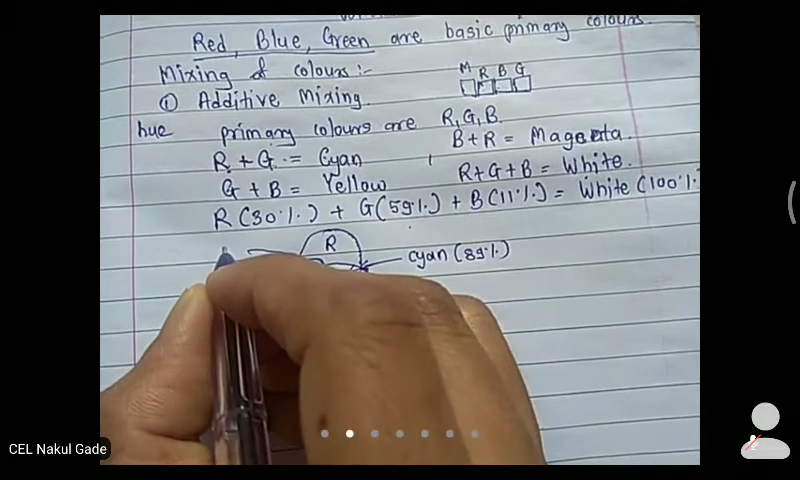 Red, Blue, Green are basic primary colours.
Mixing of colours:-
M R B G
① Additive Mixing.
hue primary colours are R,G,B.
R + G = Cyan
B + R = Magenta.
G + B = Yellow
R+G+B = White.
R (30%) + G(59%) + B(11%) = White (100%
R
cyan (89%)
CEL Nakul Gade